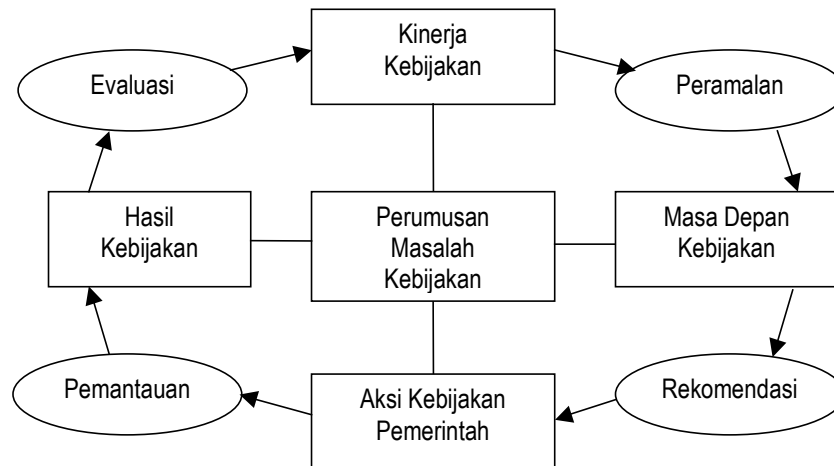 Kinerja
Kebijakan
Evaluasi
Peramalan
Hasil
Kebijakan
Perumusan
Masalah
Kebijakan
Masa Depan
Kebijakan
Pemantauan
Aksi Kebijakan
Pemerintah
Rekomendasi